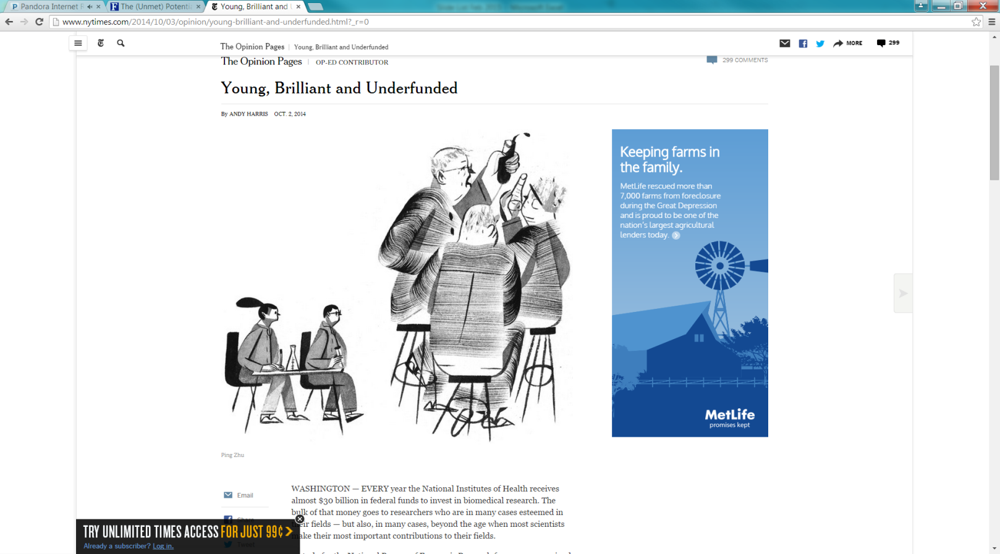 Pandora Internet R
The (Unmet) Potenti
Young, Brilliant and U
www.nytimes.com/2014/10/03/opinion/young-brilliant-and-underfunded.html?_r=0
The Opinion Pages | Young, Brilliant and Underfunded
MORE
299
The Opinion Pages | OP-ED CONTRIBUTOR
299 COMMENTS
Young, Brilliant and Underfunded
By ANDY HARRIS OCT. 2, 2014
Keeping farms in
the family.
MetLife rescued more than
7,000 farms from foreclosure
during the Great Depression
and is proud to be one of the
nation's largest agricultural
lenders today.
MetLife
promises kept
Ping Zhu
Email
Share
Tweet
WASHINGTON — EVERY year the National Institutes of Health receives
almost $30 billion in federal funds to invest in biomedical research. The
bulk of that money goes to researchers who are in many cases esteemed in
their fields — but also, in many cases, beyond the age when most scientists
make their most important contributions to their fields.
TRY UNLIMITED TIMES ACCESS FOR JUST 99¢
Already a subscriber? Log in.